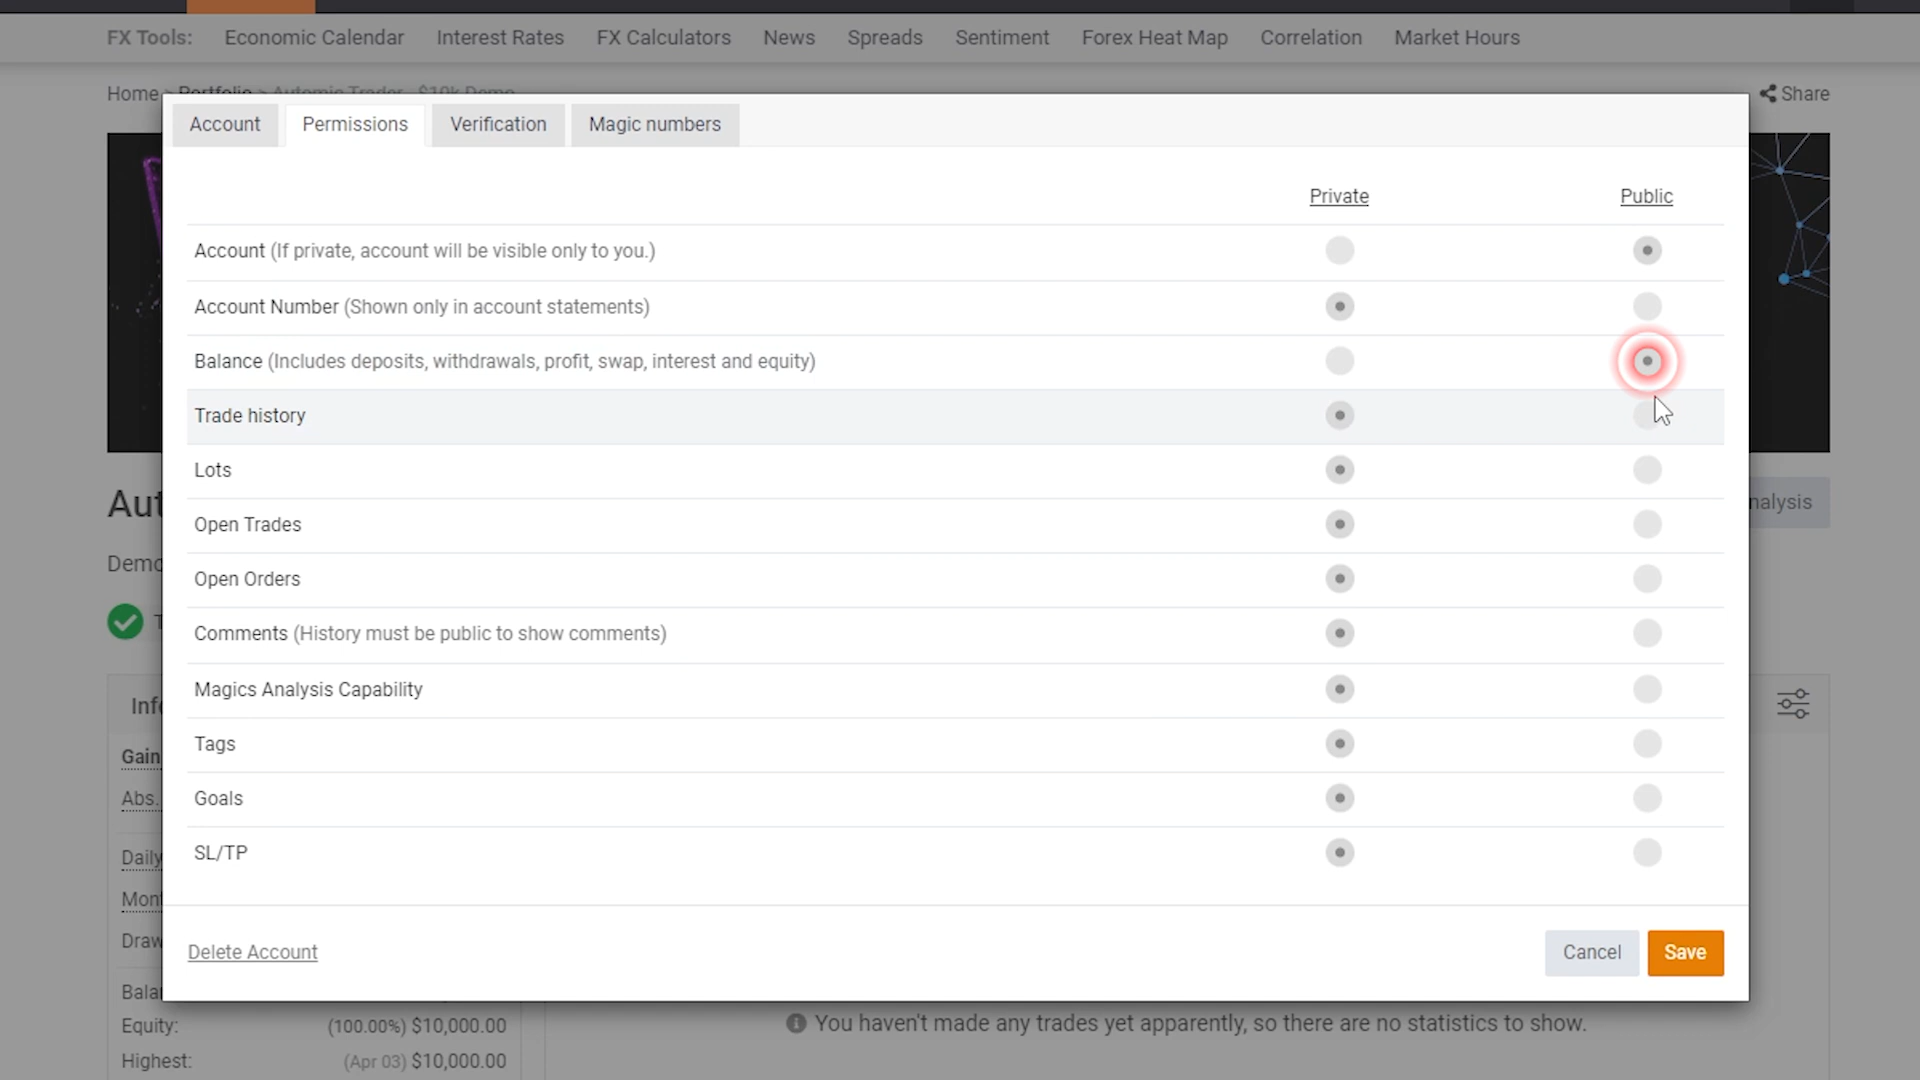 FX Tools: Economic Calendar Interest Rates FX Calculators News Spreads Sentiment Forex Heat Map Correlation Market Hours
Home > Portfolio > Automic Trader - $10k Demo Share
Account Permissions Verification Magic numbers
Private Public
Account (If private, account will be visible only to you.)
Account Number (Shown only in account statements)
Balance (Includes deposits, withdrawals, profit, swap, interest and equity)
Trade history
Lots
Aut nalysis
Open Trades
Demo
Open Orders
T
Comments (History must be public to show comments)
Magics Analysis Capability
Info
Tags
Gain
Goals
Abs.
SL/TP
Daily
Mont
Draw
Delete Account Cancel Save
Bala
Equity: (100.00%) $10,000.00
You haven't made any trades yet apparently, so there are no statistics to show.
Highest: (Apr 03) $10,000.00